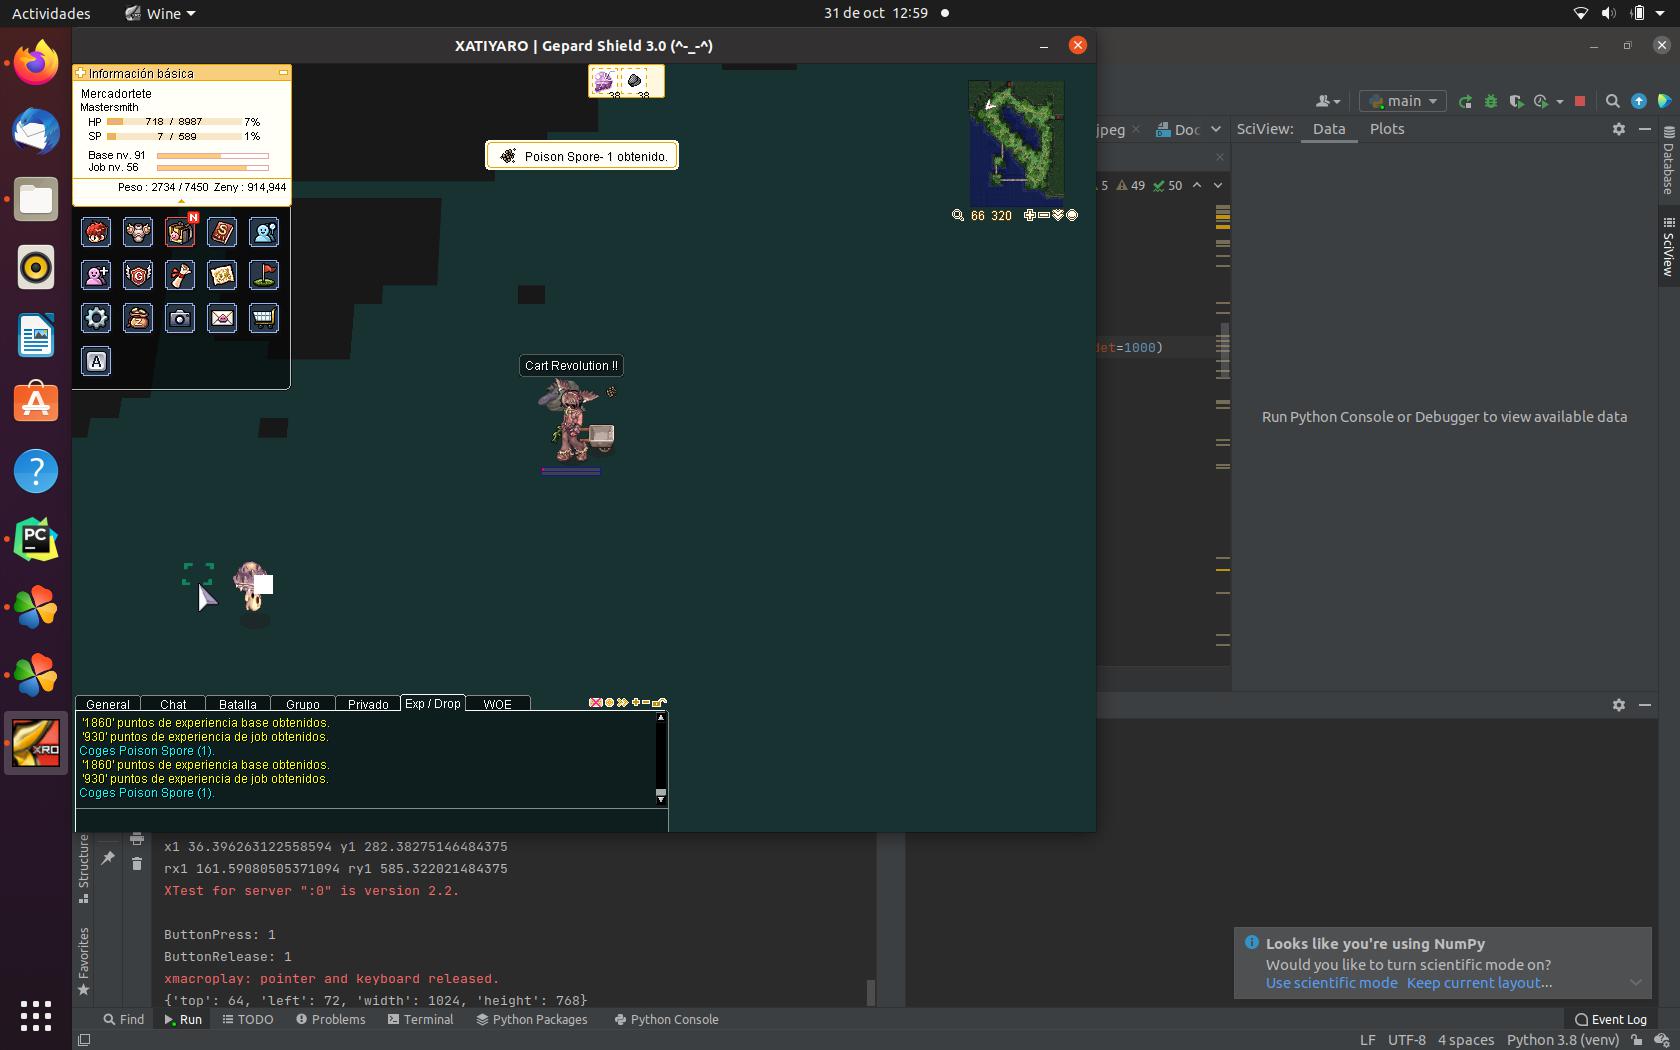 Actividades
Wine
31 de oct 12:59
XATIYARO | Gepard Shield 3.0 (^-_-^)
Información básica
Mercadortete
Mastersmith
HP 718 / 8987 7%
SP 7 / 589 1%
Base nv. 91
Job nv. 56
Peso : 2734 / 7450 Zeny : 914,944
N
S
G
A
38 38
Poison Spore- 1 obtenido.
66 320
Cart Revolution !!
General Chat Batalla Grupo Privado Exp / Drop WOE
'1860' puntos de experiencia base obtenidos.
'930' puntos de experiencia de job obtenidos.
Coges Poison Spore (1).
'1860' puntos de experiencia base obtenidos.
'930' puntos de experiencia de job obtenidos.
Coges Poison Spore (1).
PC
XRO
main
jpeg
Doc
SciView: Data Plots
5 49 50
det=1000)
Run Python Console or Debugger to view available data
Database
SciView
Structure
Favorites
x1 36.396263122558594 y1 282.38275146484375
rx1 161.59080505371094 ry1 585.322021484375
XTest for server ":0" is version 2.2.
ButtonPress: 1
ButtonRelease: 1
xmacroplay: pointer and keyboard released.
{'top': 64, 'left': 72, 'width': 1024, 'height': 768}
Looks like you're using NumPy
Would you like to turn scientific mode on?
Use scientific mode Keep current layout...
Find Run TODO Problems Terminal Python Packages Python Console
Event Log
LF UTF-8 4 spaces Python 3.8 (venv)